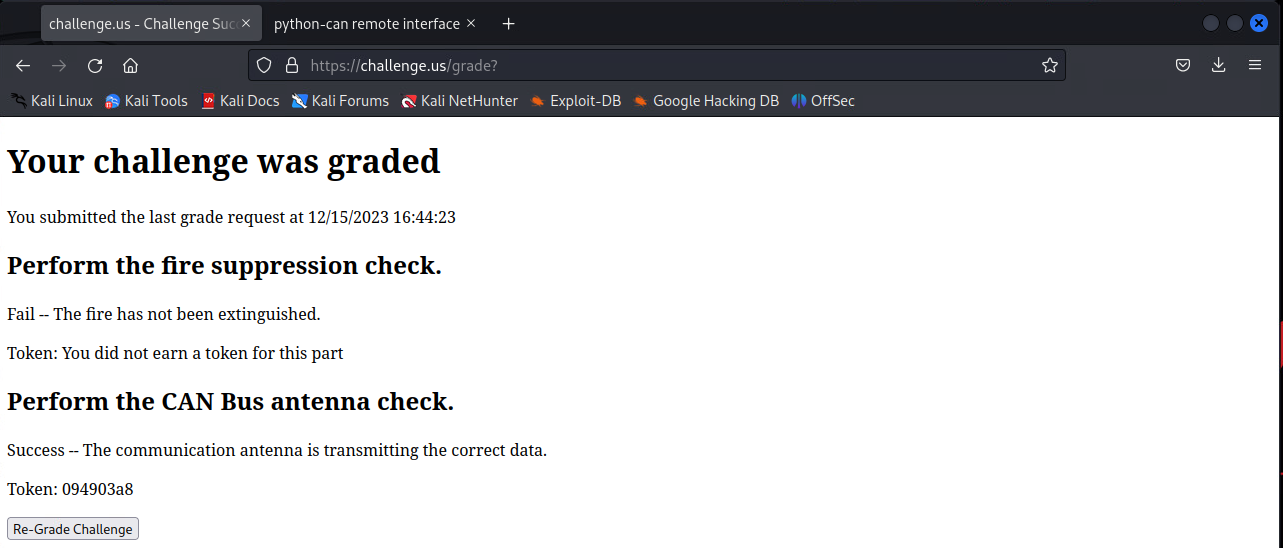 challenge.us - Challenge Suc
python-can remote interface
https://challenge.us/grade?
Kali Linux
Kali Tools
Kali Docs
Kali Forums
Kali NetHunter
Exploit-DB
Google Hacking DB
OffSec
Your challenge was graded
You submitted the last grade request at 12/15/2023 16:44:23
Perform the fire suppression check.
Fail -- The fire has not been extinguished.
Token: You did not earn a token for this part
Perform the CAN Bus antenna check.
Success -- The communication antenna is transmitting the correct data.
Token: 094903a8
Re-Grade Challenge